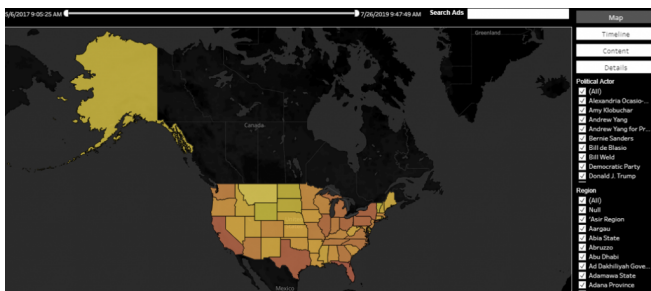 5/6/2017 9:05:25 AM
7/26/2019 9:47:49 AM
Search Ads
Map
Timeline
Content
Details
Greenland
Canada
Mexico
Political Actor
(All)
Alexandria Ocasio-...
Amy Klobuchar
Andrew Yang
Andrew Yang for Pr...
Bernie Sanders
Bill de Blasio
Bill Weld
Democratic Party
Donald J. Trump
Region
(All)
Null
'Asir Region
Aargau
Abia State
Abruzzo
Abu Dhabi
Ad Dakhiliyah Gove...
Adamawa State
Adana Province